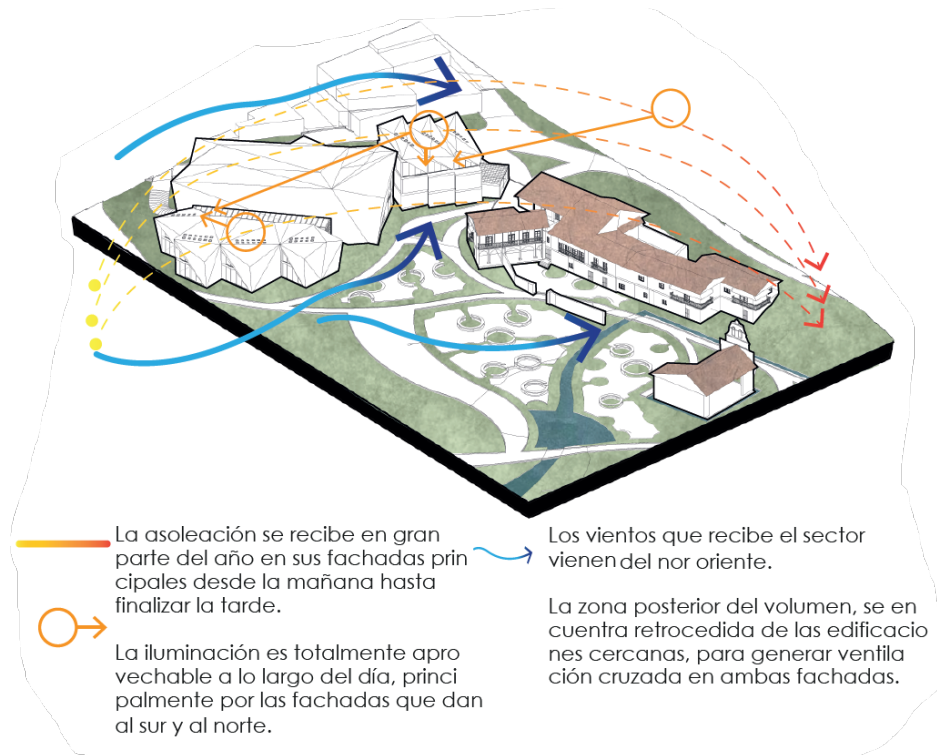 La asoleación se recibe en gran
parte del año en sus fachadas prin
cipales desde la mañana hasta
finalizar la tarde.
La iluminación es totalmente apro
vechable a lo largo del día, princi
palmente por las fachadas que dan
al sur y al norte.
Los vientos que recibe el sector
vienen del nor oriente.
La zona posterior del volumen, se en
cuentra retrocedida de las edificacio
nes cercanas, para generar ventila
ción cruzada en ambas fachadas.